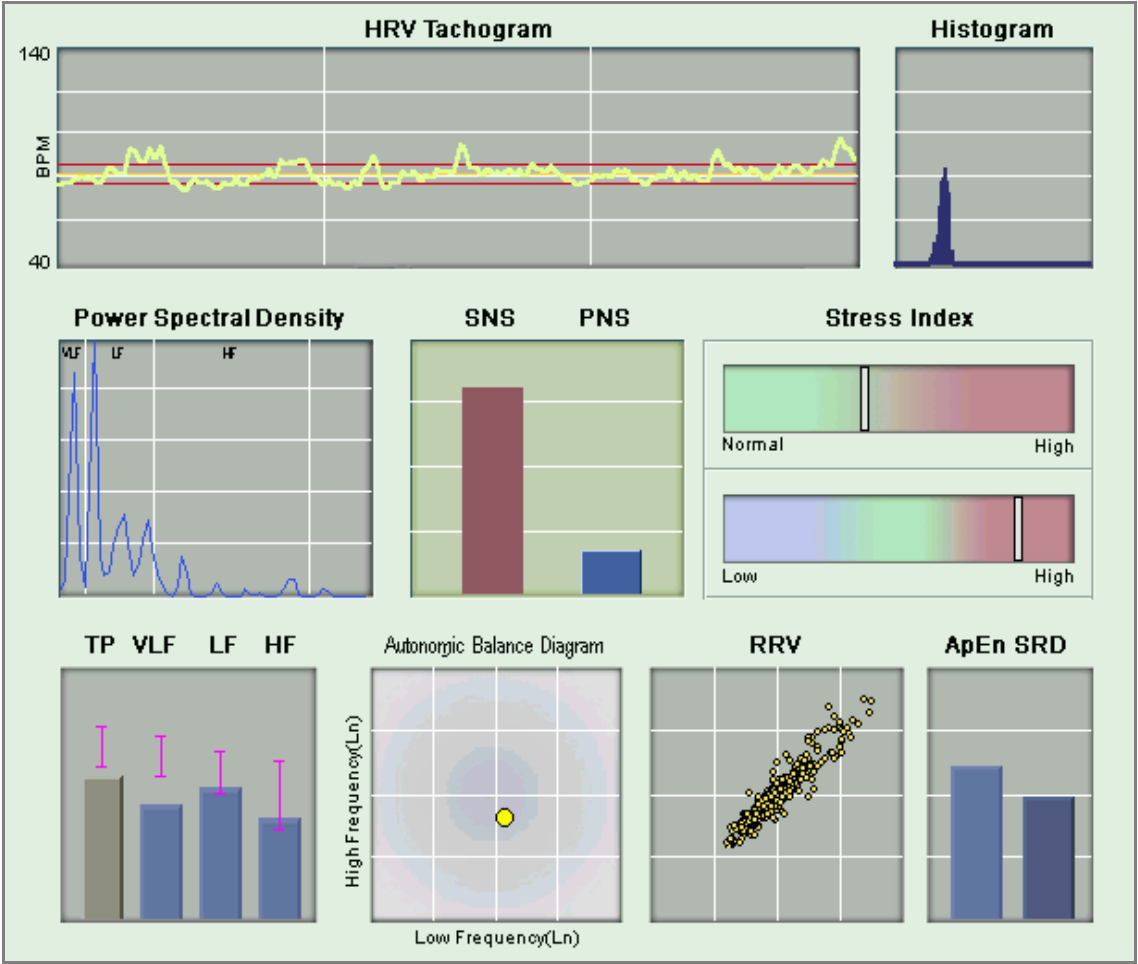 HRV Tachogram
Histogram
140
BPM
40
Power Spectral Density
VLF LF HF
SNS PNS
Stress Index
Normal High
Low High
TP VLF LF HF
Autonomic Balance Diagram
High Frequency(Ln)
Low Frequency(Ln)
RRV
ApEn SRD